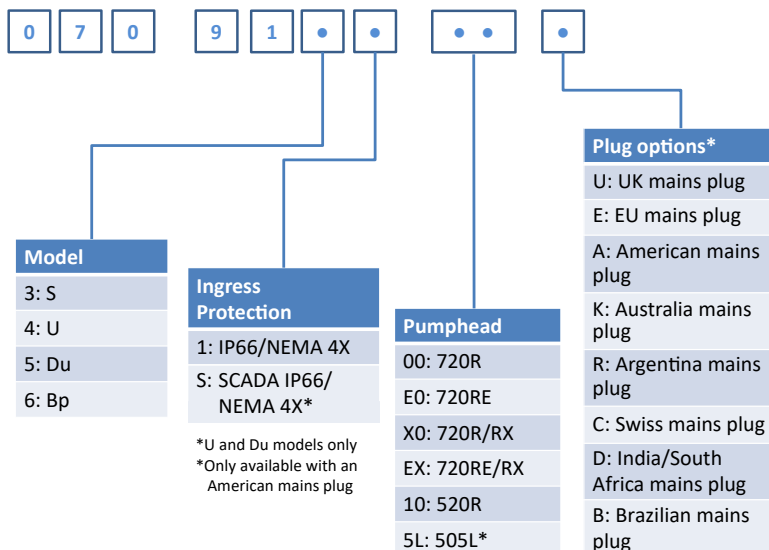 0 7 0 9 1 • • • • •
Model
3: S
4: U
5: Du
6: Bp
Ingress
Protection
1: IP66/NEMA 4X
S: SCADA IP66/
NEMA 4X*
*U and Du models only
*Only available with an
American mains plug
Pumphead
00: 720R
E0: 720RE
X0: 720R/RX
EX: 720RE/RX
10: 520R
5L: 505L*
Plug options*
U: UK mains plug
E: EU mains plug
A: American mains
plug
K: Australia mains
plug
R: Argentina mains
plug
C: Swiss mains plug
D: India/South
Africa mains plug
B: Brazilian mains
plug